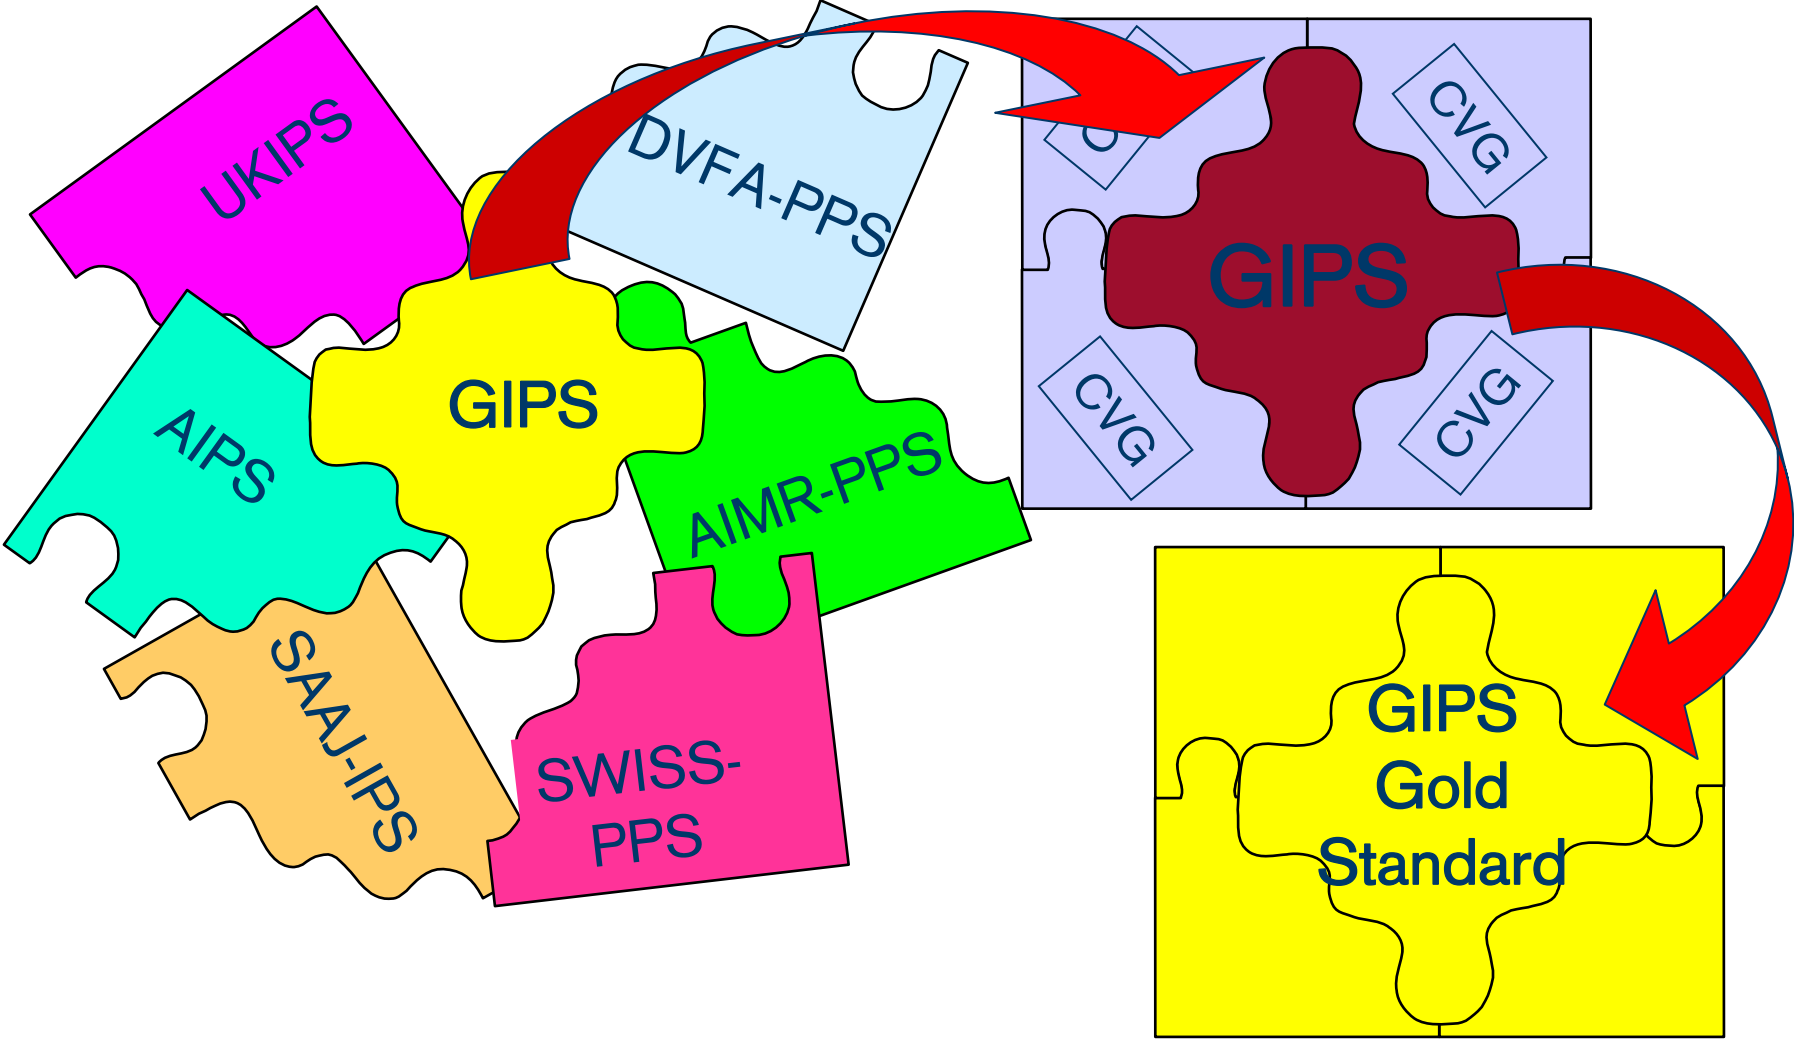 UKIPS
DVFA-PPS
AIPS
GIPS
AIMR-PPS
SAAJ-IPS
SWISS-
PPS
CVG
GIPS
CVG
CVG
GIPS
Gold
Standard